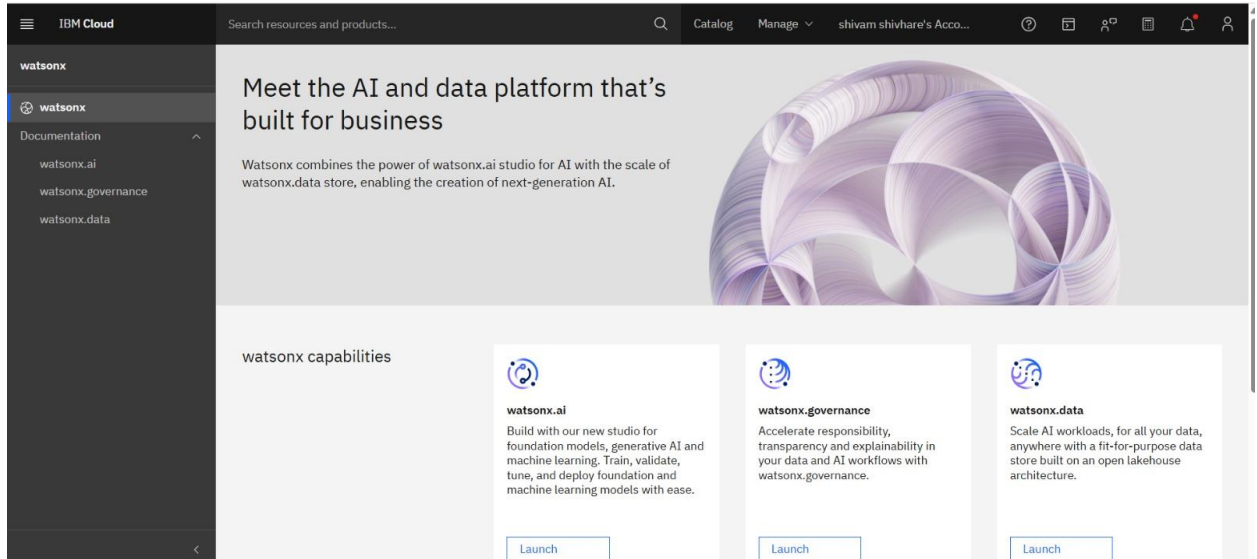 IBM Cloud
Search resources and products...
Catalog
Manage
shivam shivhare's Acco...
watsonx
watsonx
Documentation
watsonx.ai
watsonx.governance
watsonx.data
Meet the AI and data platform that's
built for business
Watsonx combines the power of watsonx.ai studio for AI with the scale of
watsonx.data store, enabling the creation of next-generation AI.
watsonx capabilities
watsonx.ai
Build with our new studio for
foundation models, generative AI and
machine learning. Train, validate,
tune, and deploy foundation and
machine learning models with ease.
Launch
watsonx.governance
Accelerate responsibility,
transparency and explainability in
your data and AI workflows with
watsonx.governance.
Launch
watsonx.data
Scale AI workloads, for all your data,
anywhere with a fit-for-purpose data
store built on an open lakehouse
architecture.
Launch